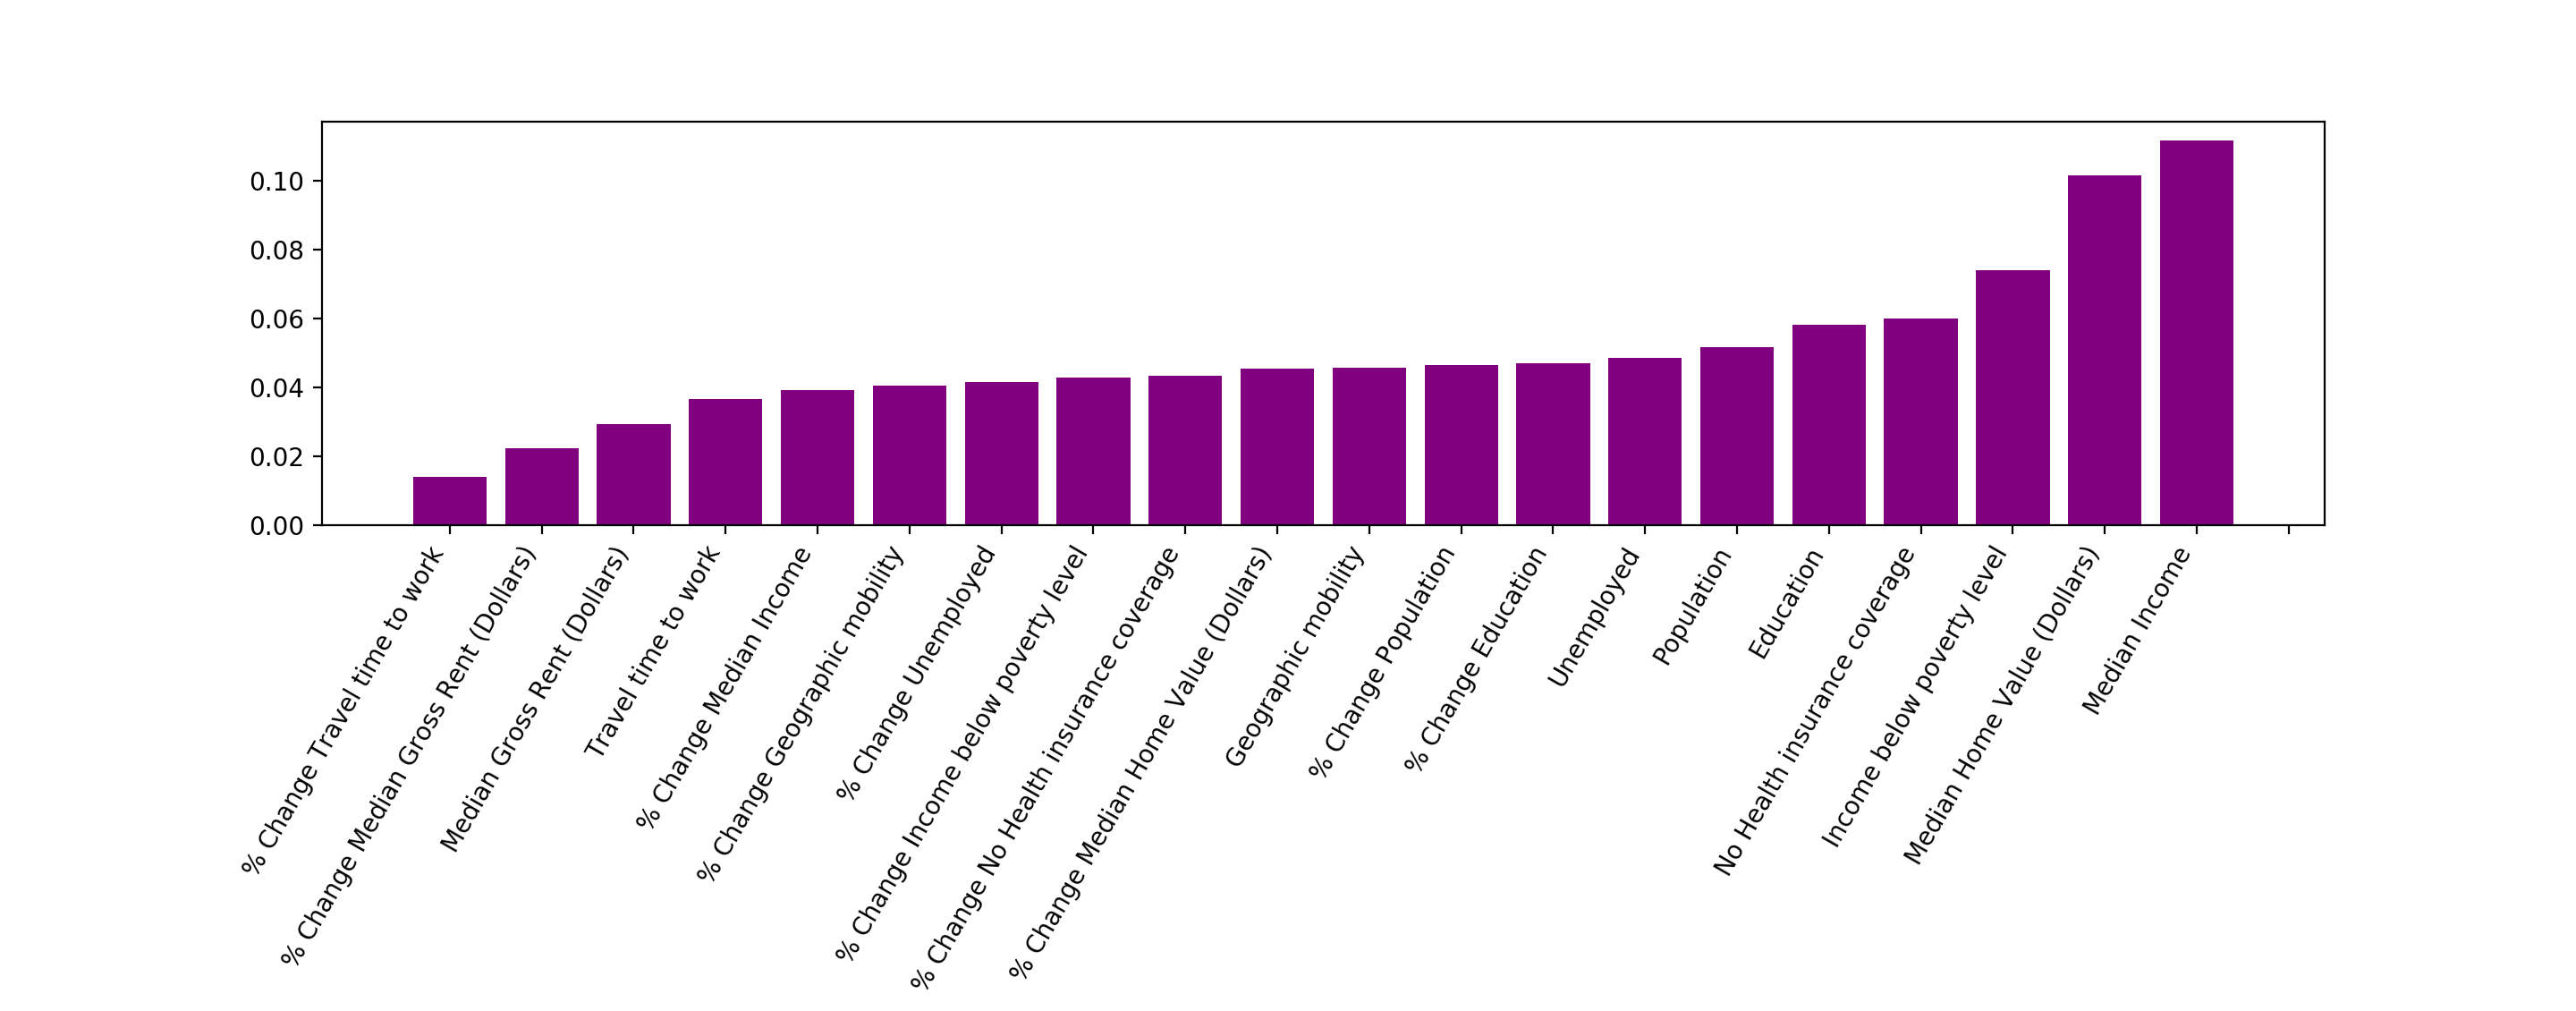 0.10
0.08
0.06
0.04
0.02
0.00
% Change Travel time to work
% Change Median Gross Rent (Dollars)
Median Gross Rent (Dollars)
Travel time to work
% Change Median Income
% Change Geographic mobility
% Change Unemployed
% Change Income below poverty level
% Change No Health insurance coverage
% Change Median Home Value (Dollars)
Geographic mobility
% Change Population
% Change Education
Unemployed
Population
Education
No Health insurance coverage
Income below poverty level
Median Home Value (Dollars)
Median Income